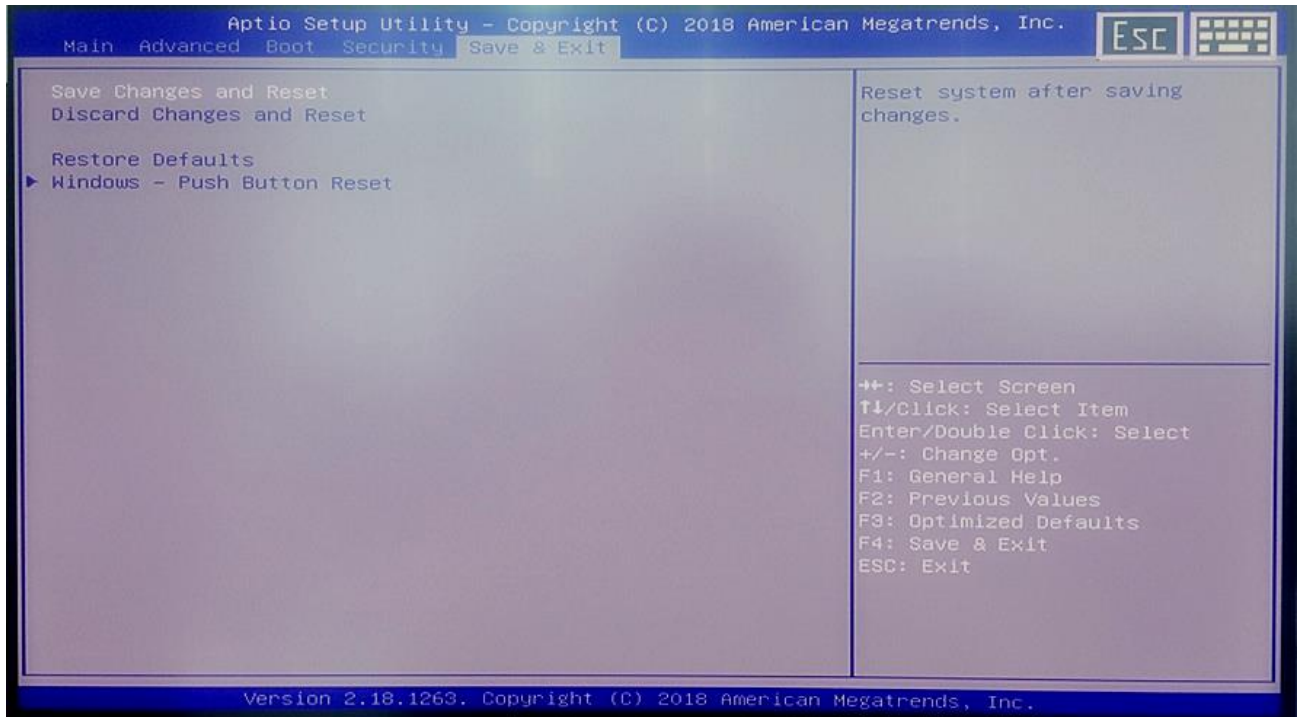 Aptio Setup Utility – Copyright (C) 2018 American Megatrends, Inc.
Esc
Main Advanced Boot Security Save & Exit
Save Changes and Reset
Discard Changes and Reset
Restore Defaults
▶ Windows – Push Button Reset
Reset system after saving
changes.
→←: Select Screen
↑↓/Click: Select Item
Enter/Double Click: Select
+/-: Change Opt.
F1: General Help
F2: Previous Values
F3: Optimized Defaults
F4: Save & Exit
ESC: Exit
Version 2.18.1263. Copyright (C) 2018 American Megatrends, Inc.